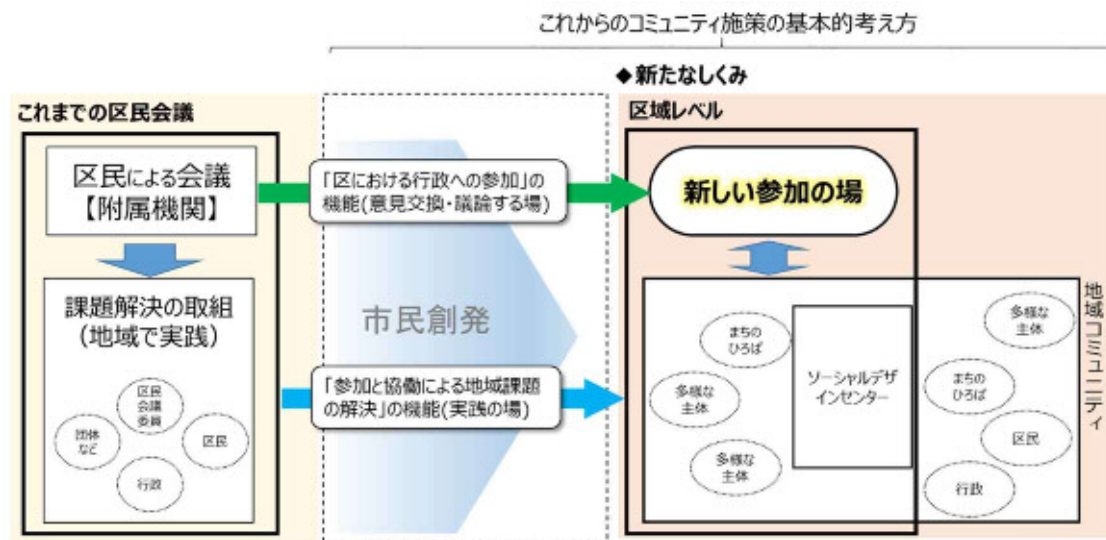 これからのコミュニティ施策の基本的考え方
◆新たなしくみ
これまでの区民会議
区域レベル
区民による会議
【附属機関】
「区における行政への参加」の
機能(意見交換・議論する場)
新しい参加の場
課題解決の取組
(地域で実践)
区民
会議
委員
団体
など
区民
行政
市民創発
「参加と協働による地域課題
の解決」の機能(実践の場)
まちの
ひろば
多様な
主体
多様な
主体
ソーシャルデザ
インセンター
多様な
主体
まちの
ひろば
区民
行政
地域コミュニティ